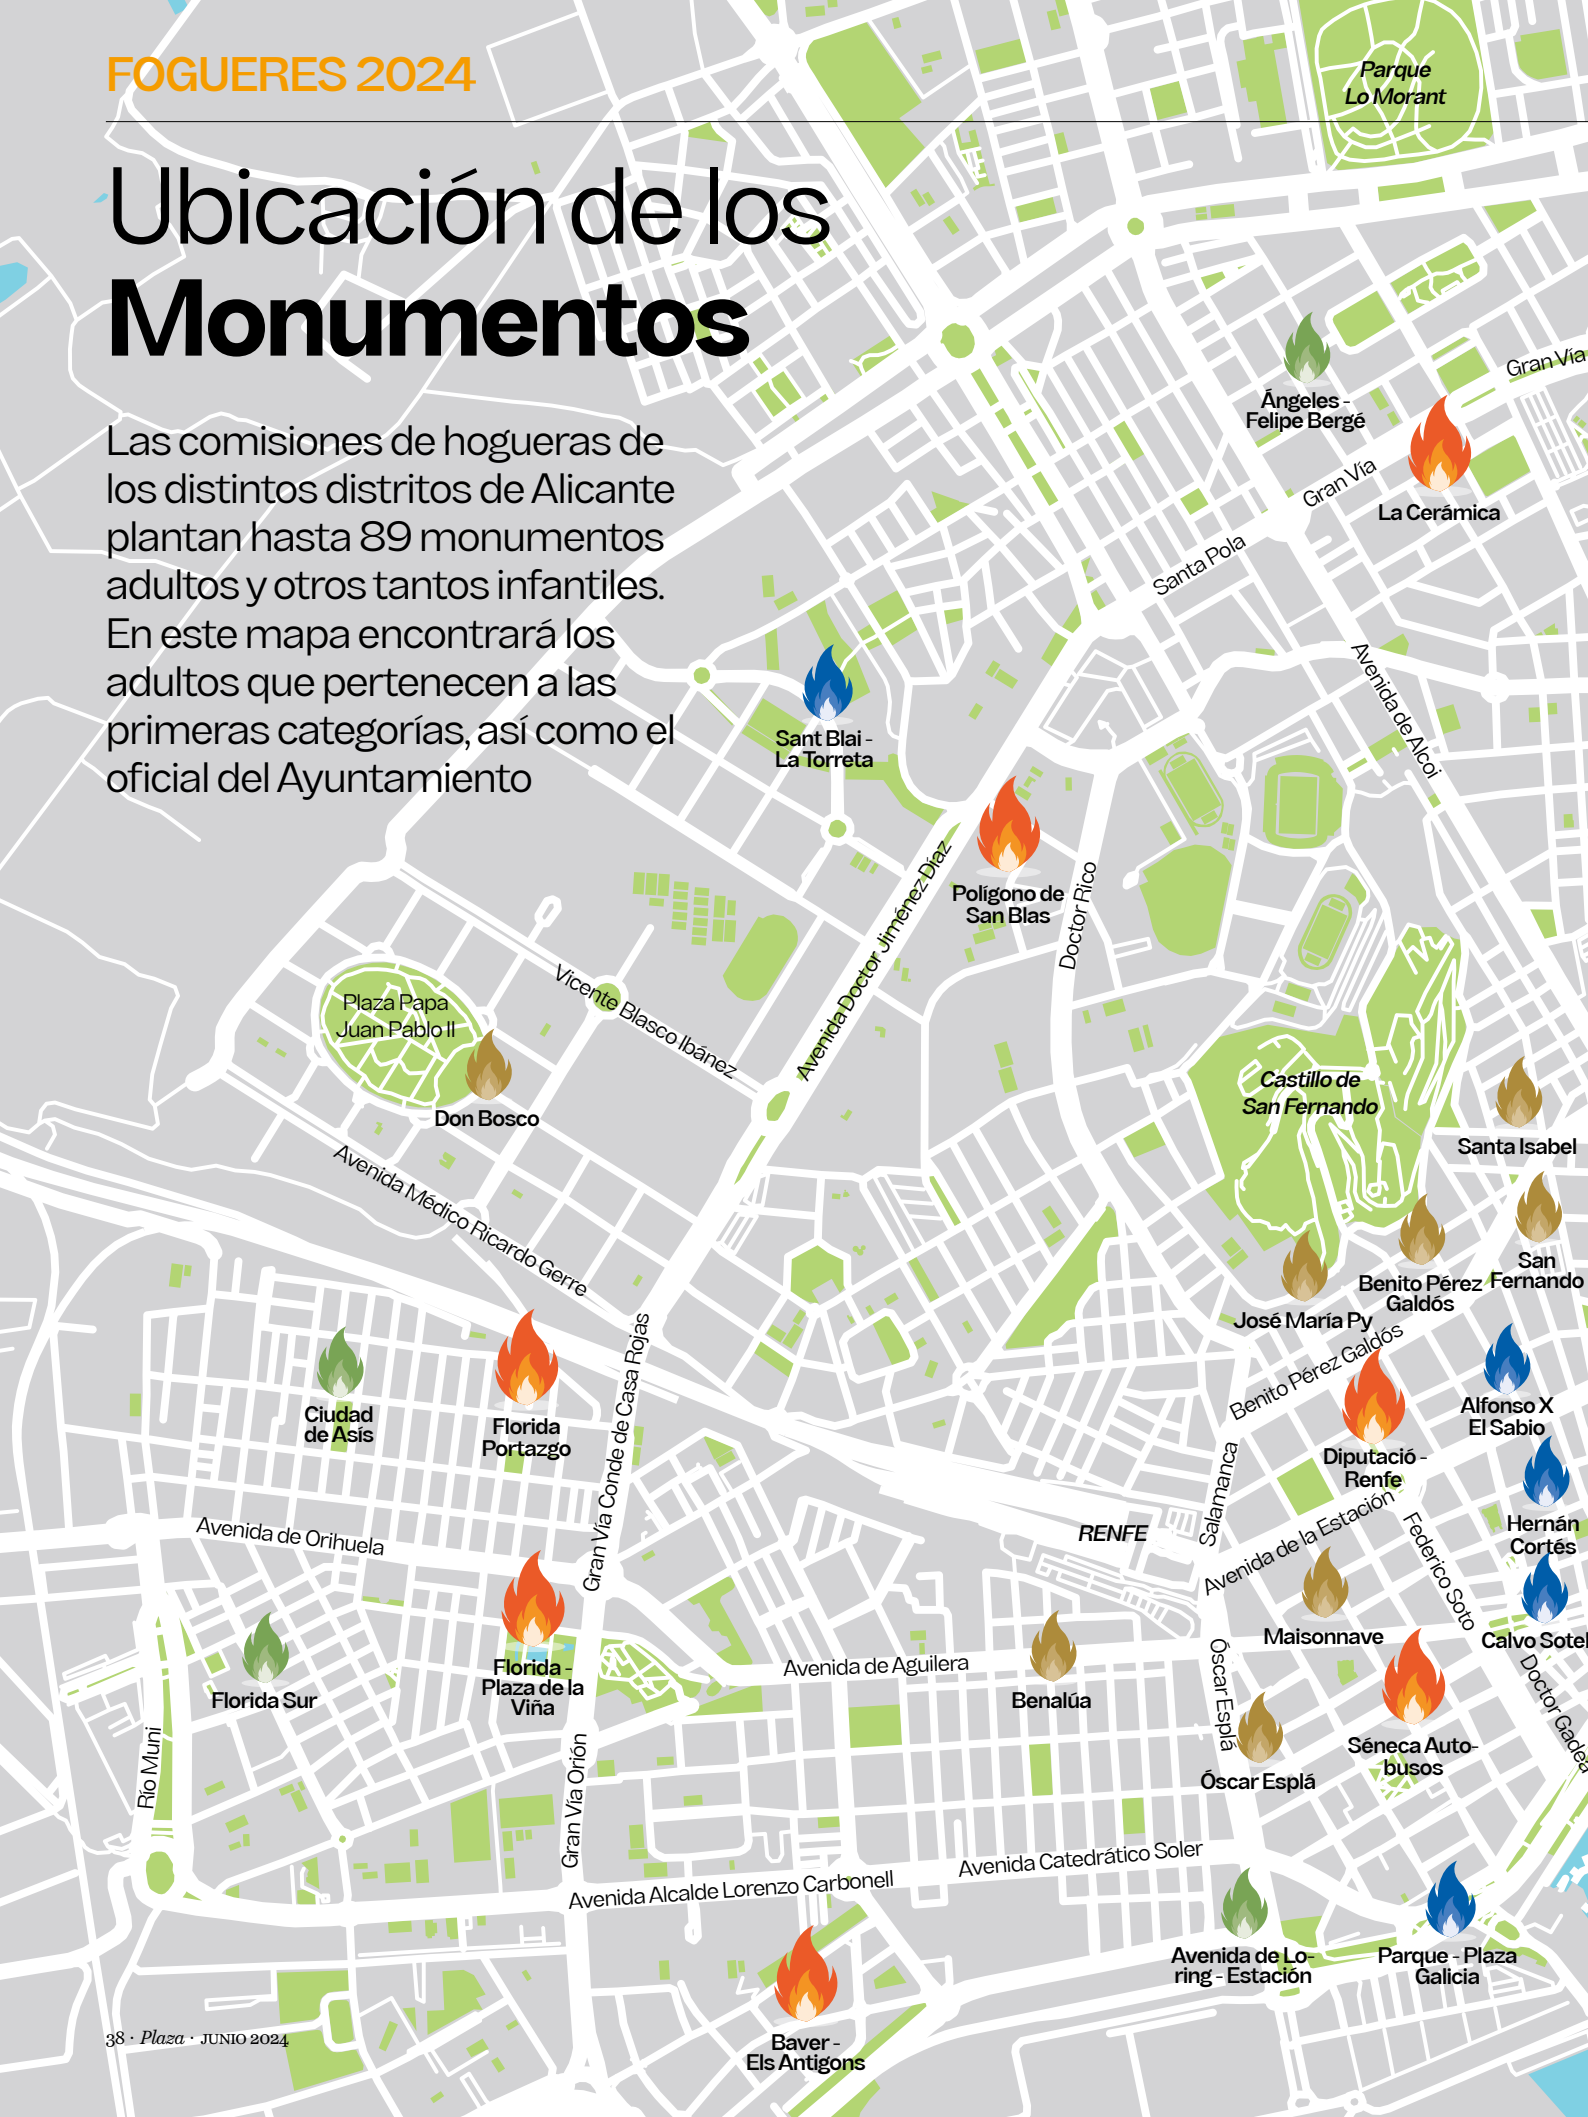 FOGUERES 2024
Parque
Lo Morant
Ubicación de los
Monumentos
Las comisiones de hogueras de
los distintos distritos de Alicante
plantan hasta 89 monumentos
adultos y otros tantos infantiles.
En este mapa encontrará los
adultos que pertenecen a las
primeras categorías, así como el
oficial del Ayuntamiento
Gran Vía
Ángeles -
Felipe Bergé
Gran Vía
La Cerámica
Santa Pola
Avenida de Alcoi
Sant Blai -
La Torreta
Polígono de
San Blas
Avenida Doctor Jiménez Díaz
Doctor Rico
Vicente Blasco Ibánez
Plaza Papa
Juan Pablo II
Don Bosco
Castillo de
San Fernando
Santa Isabel
Avenida Médico Ricardo Gerre
San
Fernando
Benito Pérez
Galdós
José María Py
Benito Pérez Galdós
Gran Vía Conde de Casa Rojas
Ciudad
de Asís
Florida
Portazgo
Alfonso X
El Sabio
Diputació -
Renfe
Salamanca
Avenida de Orihuela
RENFE
Avenida de la Estación
Federico Soto
Hernán
Cortés
Maisonnave
Calvo Sotel
Florida -
Plaza de la
Viña
Florida Sur
Avenida de Aguilera
Benalúa
Óscar Esplá
Doctor Gadea
Séneca Auto-
busos
Óscar Esplá
Río Muni
Gran Vía Orión
Avenida Alcalde Lorenzo Carbonell
Avenida Catedrático Soler
Avenida de Lo-
ring - Estación
Parque - Plaza
Galicia
Baver -
Els Antigons
38 · Plaza · JUNIO 2024